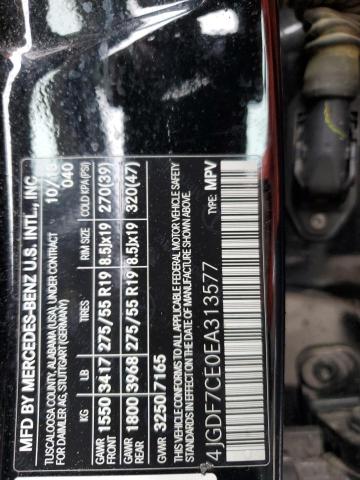 MFD BY MERCEDES-BENZ U.S. INT'L., INC.
TUSCALOOSA COUNTY, ALABAMA (USA), UNDER CONTRACT 10/13
FOR DAIMLER AG, STUTTGART (GERMANY) 040
KG LB TIRES RIM SIZE COLD KPA(PSI)
GAWR FRONT 1550 3417 275/55 R19 8.5Jx19 270(39)
GAWR REAR 1800 3968 275/55 R19 8.5Jx19 320(47)
GVWR 3250 7165
THIS VEHICLE CONFORMS TO ALL APPLICABLE FEDERAL MOTOR VEHICLE SAFETY
STANDARDS IN EFFECT ON THE DATE OF MANUFACTURE SHOWN ABOVE.
4JGDF7CE0EA313577 TYPE: MPV